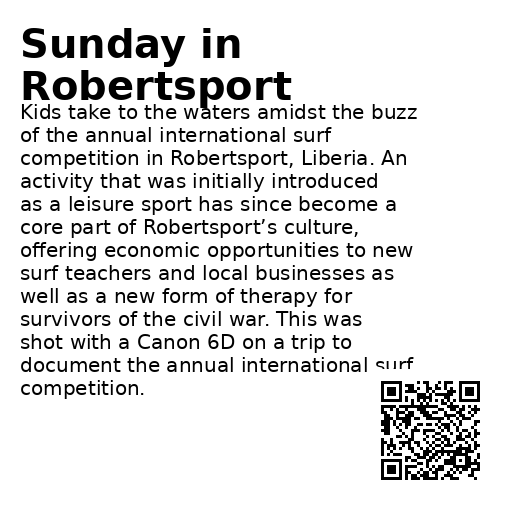 Sunday in
Robertsport
Kids take to the waters amidst the buzz
of the annual international surf
competition in Robertsport, Liberia. An
activity that was initially introduced
as a leisure sport has since become a
core part of Robertsport’s culture,
offering economic opportunities to new
surf teachers and local businesses as
well as a new form of therapy for
survivors of the civil war. This was
shot with a Canon 6D on a trip to
document the annual international surf
competition.